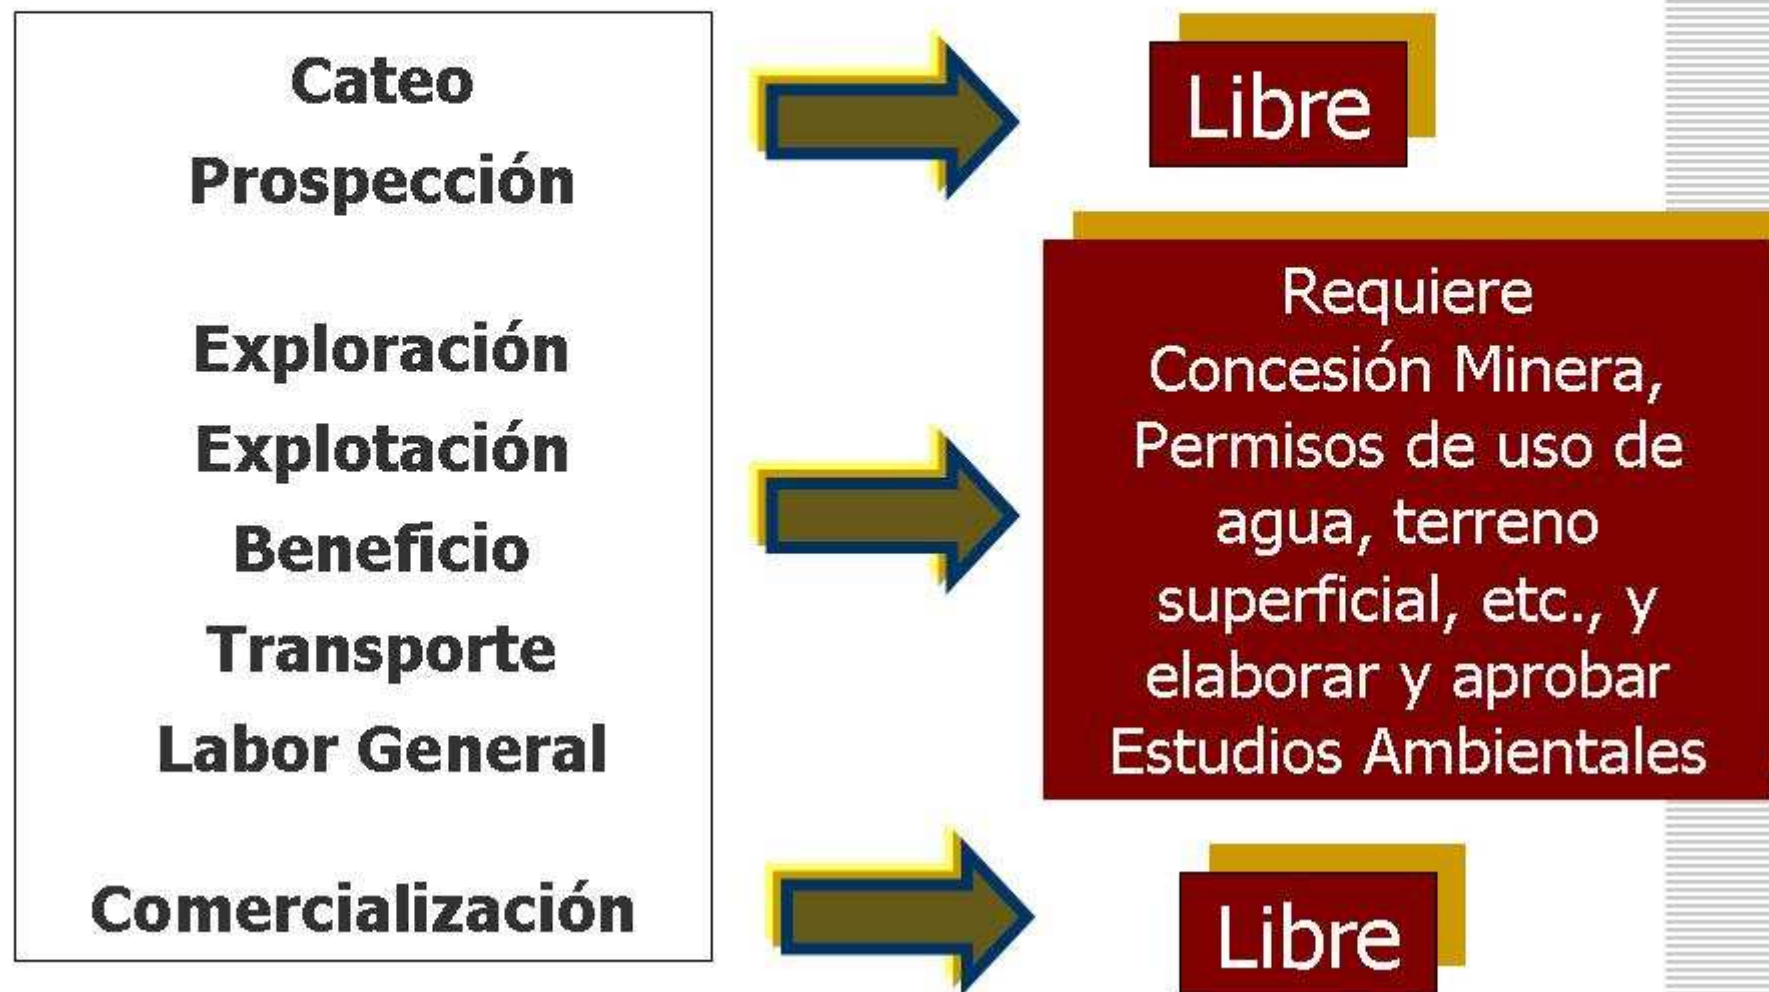 Cateo
Prospección
Exploración
Explotación
Beneficio
Transporte
Labor General
Comercialización
Libre
Requiere
Concesión Minera,
Permisos de uso de
agua, terreno
superficial, etc., y
elaborar y aprobar
Estudios Ambientales
Libre